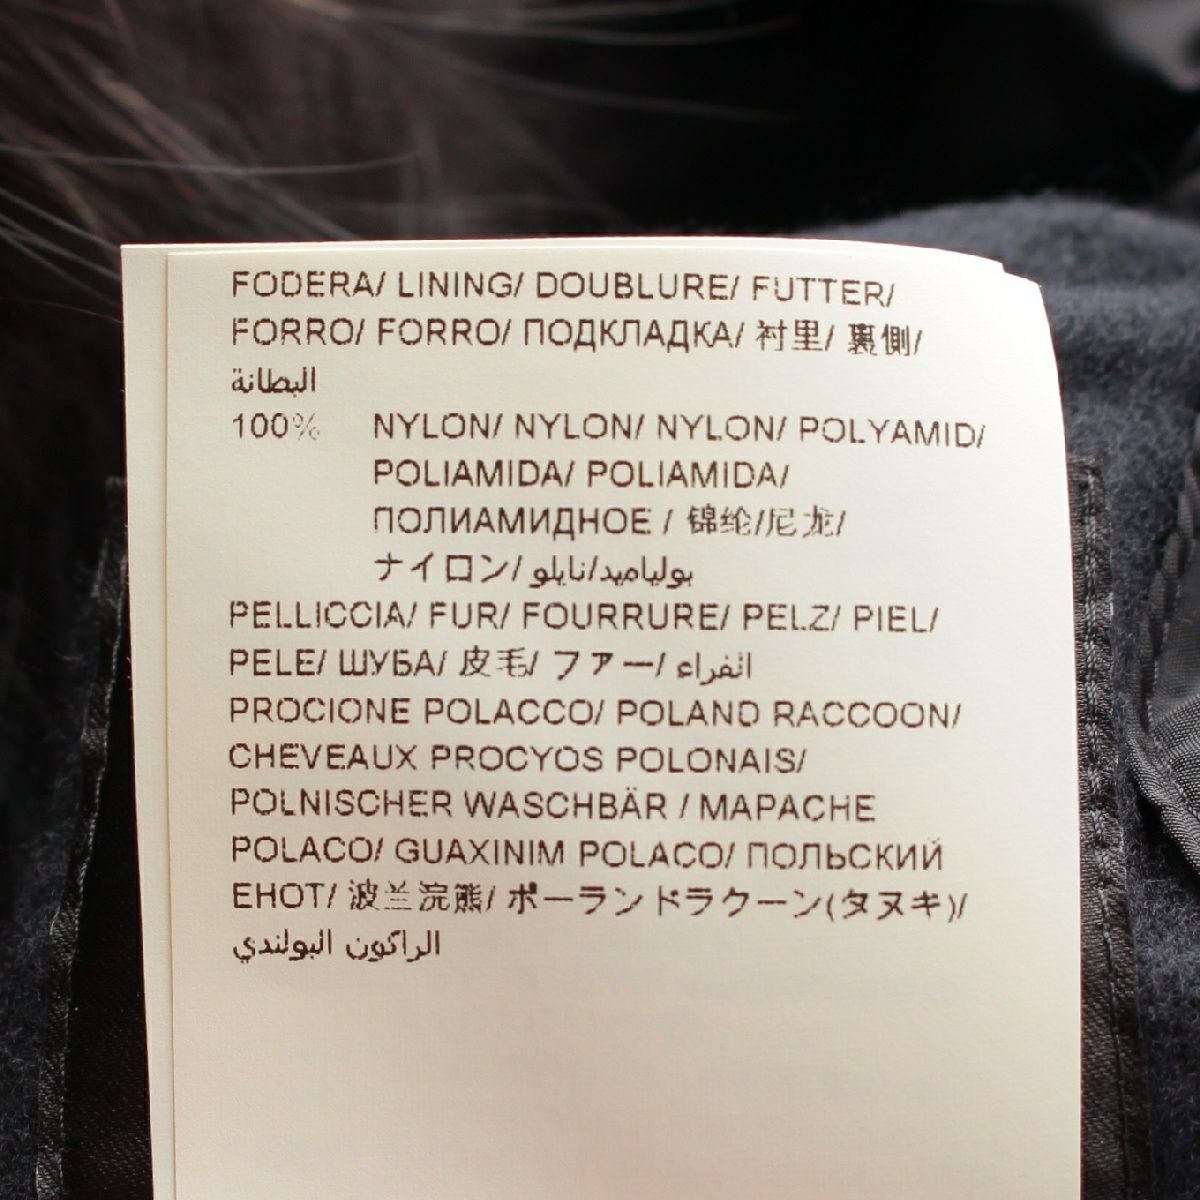 FODERA/ LINING/ DOUBLURE/ FUTTER/
FORRO/ FORRO/ ПОДКЛАДКА/ 衬里/ 裏側/
البطانة
100% NYLON/ NYLON/ NYLON/ POLYAMID/
POLIAMIDA/ POLIAMIDA/
ПОЛИАМИДНОЕ / 锦纶/尼龙/
ナイロン/ بولياميد/نايلو
PELLICCIA/ FUR/ FOURRURE/ PELZ/ PIEL/
PELE/ ШУБА/ 皮毛/ ファー/ الفراء
PROCIONE POLACCO/ POLAND RACCOON/
CHEVEAUX PROCYOS POLONAIS/
POLNISCHER WASCHBÄR / MAPACHE
POLACO/ GUAXINIM POLACO/ ПОЛЬСКИЙ
ЕНОТ/ 波兰浣熊/ ポーランドラクーン(タヌキ)/
الراكون البولندي